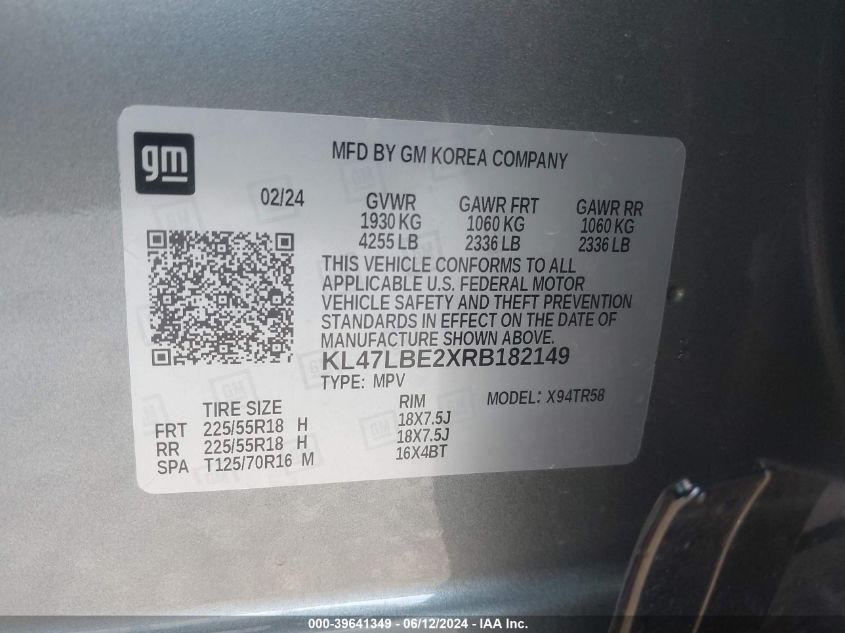 gm
MFD BY GM KOREA COMPANY
02/24
GVWR GAWR FRT GAWR RR
1930 KG 1060 KG 1060 KG
4255 LB 2336 LB 2336 LB
THIS VEHICLE CONFORMS TO ALL
APPLICABLE U.S. FEDERAL MOTOR
VEHICLE SAFETY AND THEFT PREVENTION
STANDARDS IN EFFECT ON THE DATE OF
MANUFACTURE SHOWN ABOVE.
KL47LBE2XRB182149
TYPE: MPV
MODEL: X94TR58
TIRE SIZE RIM
FRT 225/55R18 H 18X7.5J
RR 225/55R18 H 18X7.5J
SPA T125/70R16 M 16X4BT
000-39641349 - 06/12/2024 - IAA, Inc.